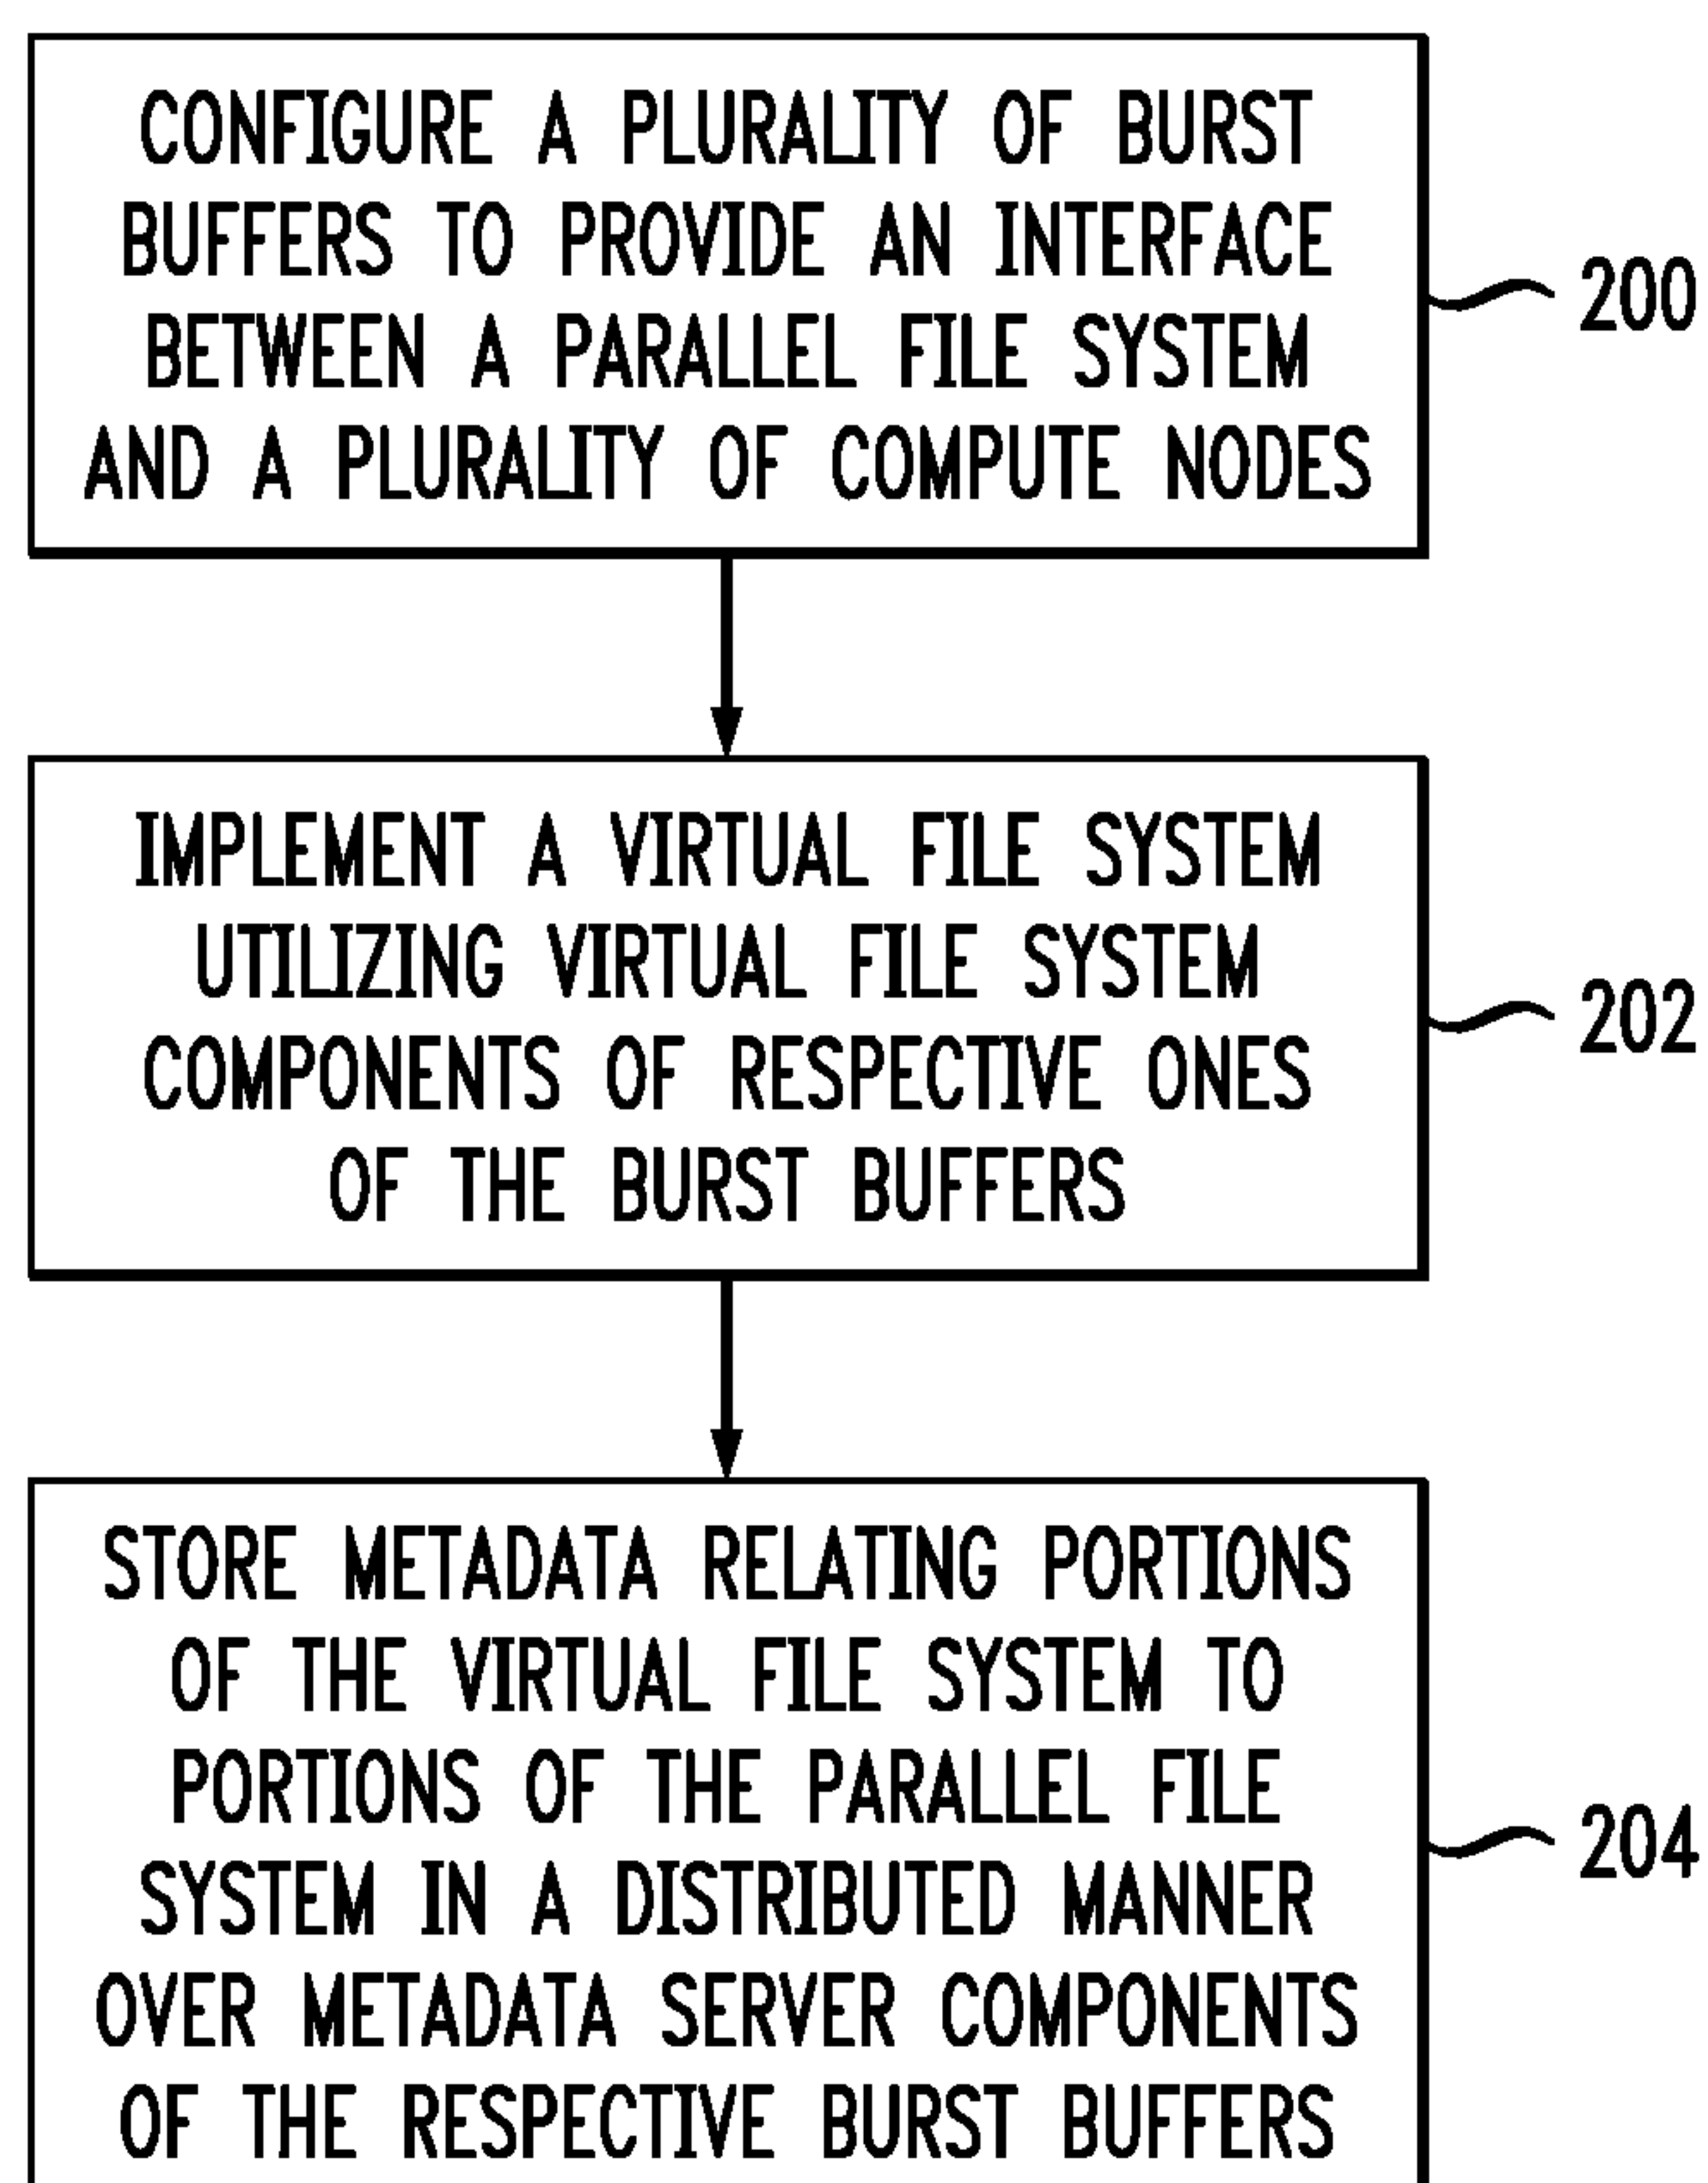 CONFIGURE A PLURALITY OF BURST
BUFFERS TO PROVIDE AN INTERFACE
BETWEEN A PARALLEL FILE SYSTEM
AND A PLURALITY OF COMPUTE NODES
200
IMPLEMENT A VIRTUAL FILE SYSTEM
UTILIZING VIRTUAL FILE SYSTEM
COMPONENTS OF RESPECTIVE ONES
OF THE BURST BUFFERS
202
STORE METADATA RELATING PORTIONS
OF THE VIRTUAL FILE SYSTEM TO
PORTIONS OF THE PARALLEL FILE
SYSTEM IN A DISTRIBUTED MANNER
OVER METADATA SERVER COMPONENTS
OF THE RESPECTIVE BURST BUFFERS
204